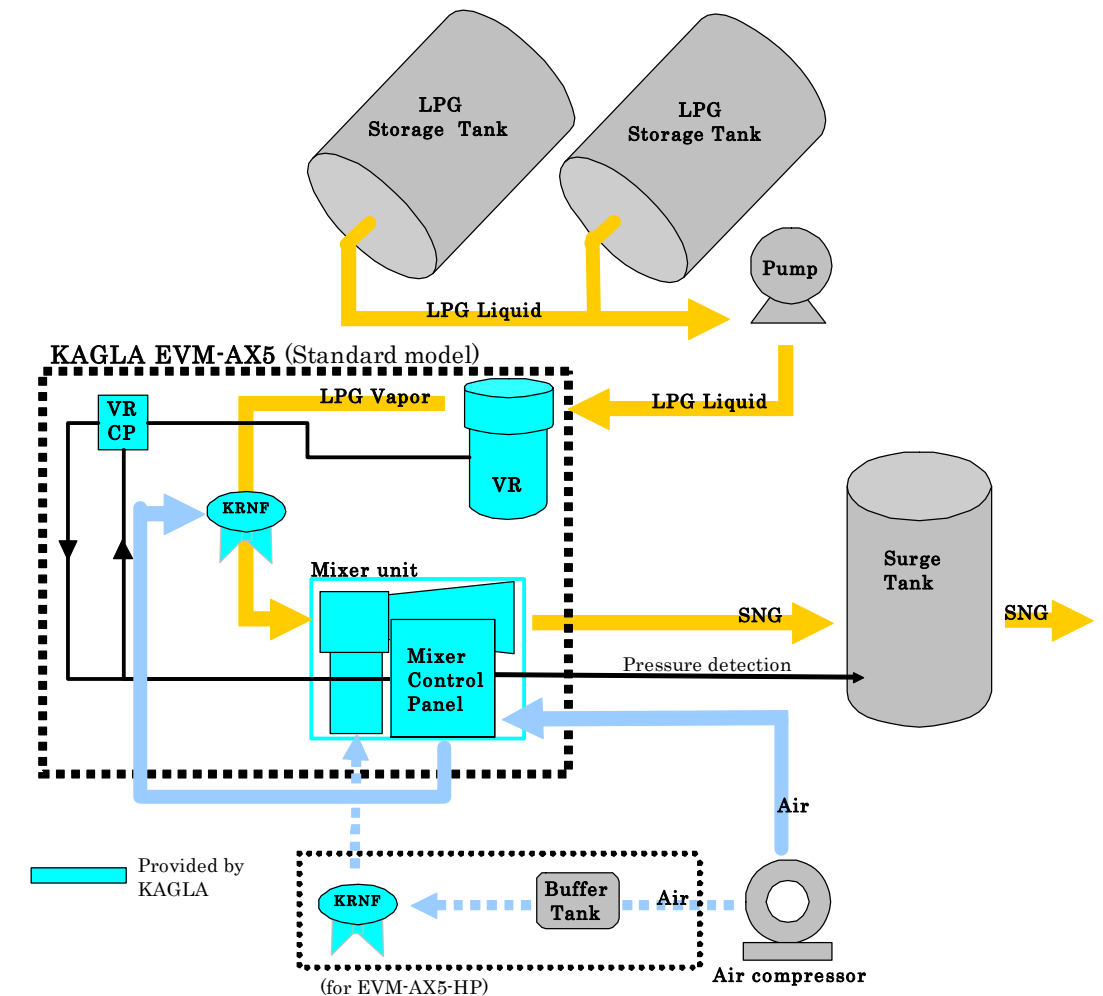 LPG
Storage Tank
LPG
Storage Tank
Pump
LPG Liquid
KAGLA EVM-AX5 (Standard model)
LPG Vapor
LPG Liquid
VR
CP
VR
KRNF
Surge
Tank
Mixer unit
SNG
SNG
Mixer
Control
Panel
Pressure detection
Air
Provided by
KAGLA
KRNF
Buffer
Tank
Air
Air compressor
(for EVM-AX5-HP)